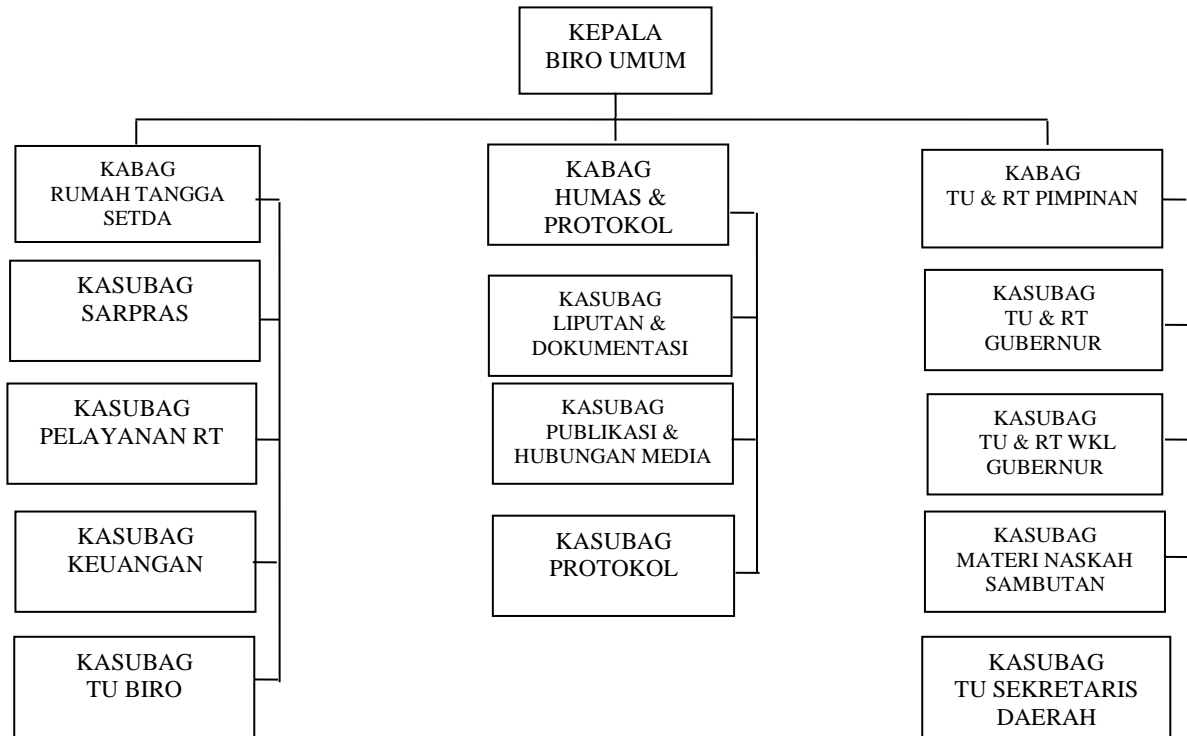 KEPALA
BIRO UMUM
KABAG
RUMAH TANGGA
SETDA
KASUBAG
SARPRAS
KASUBAG
PELAYANAN RT
KASUBAG
KEUANGAN
KASUBAG
TU BIRO
KABAG
HUMAS &
PROTOKOL
KASUBAG
LIPUTAN &
DOKUMENTASI
KASUBAG
PUBLIKASI &
HUBUNGAN MEDIA
KASUBAG
PROTOKOL
KABAG
TU & RT PIMPINAN
KASUBAG
TU & RT
GUBERNUR
KASUBAG
TU & RT WKL
GUBERNUR
KASUBAG
MATERI NASKAH
SAMBUTAN
KASUBAG
TU SEKRETARIS
DAERAH